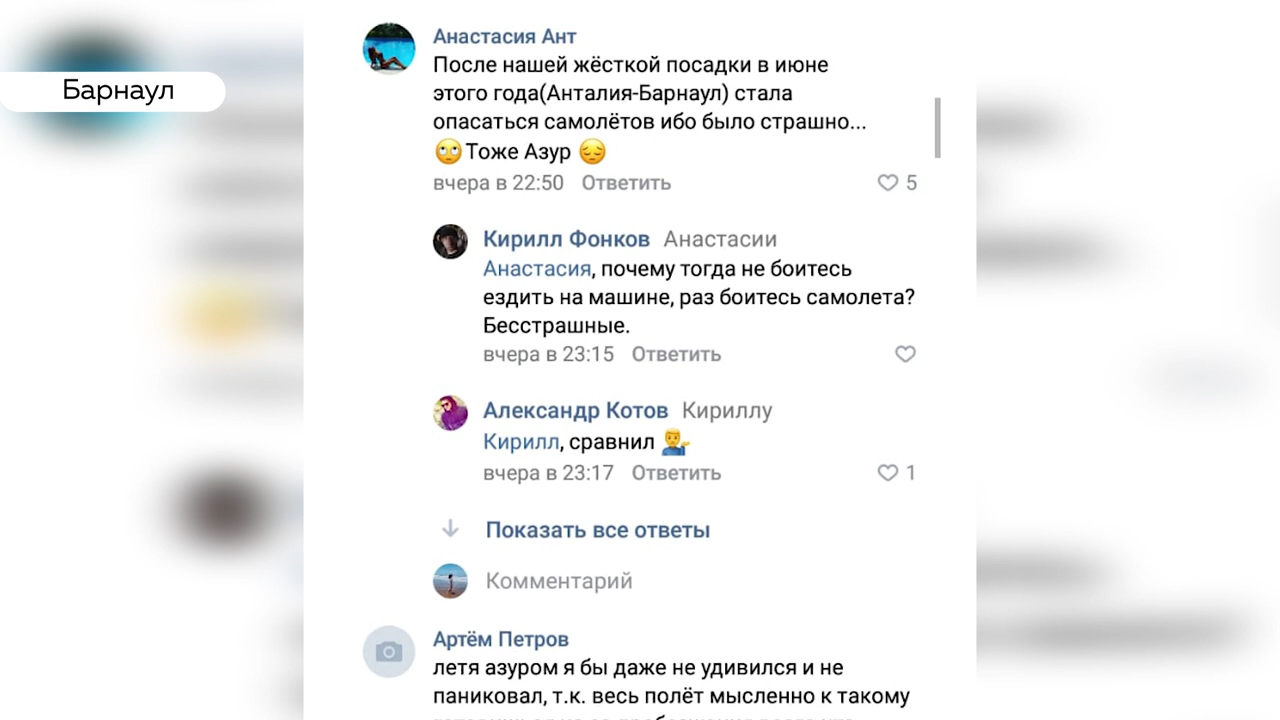 Барнаул
Анастасия Ант
После нашей жёсткой посадки в июне
этого года(Анталия-Барнаул) стала
опасаться самолётов ибо было страшно...
🙄Тоже Азур 😔
вчера в 22:50 Ответить 5
Кирилл Фонков Анастасии
Анастасия, почему тогда не боитесь
ездить на машине, раз боитесь самолета?
Бесстрашные.
вчера в 23:15 Ответить
Александр Котов Кириллу
Кирилл, сравнил 💁‍♂️
вчера в 23:17 Ответить 1
Показать все ответы
Комментарий
Артём Петров
летя азуром я бы даже не удивился и не
паниковал, т.к. весь полёт мысленно к такому